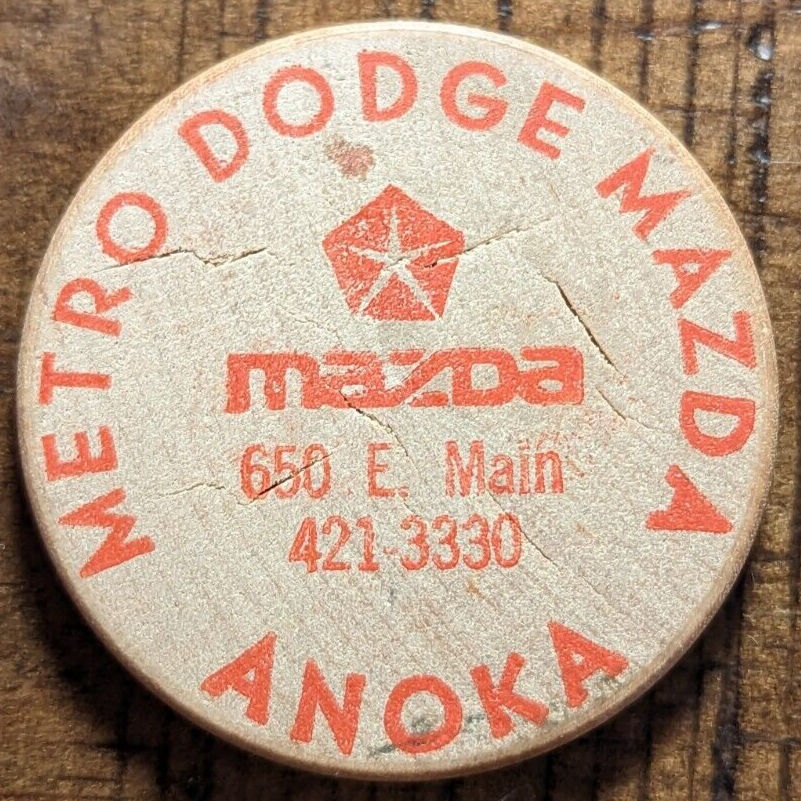 METRO DODGE MAZDA
mazda
650 E. Main
421-3330
ANOKA